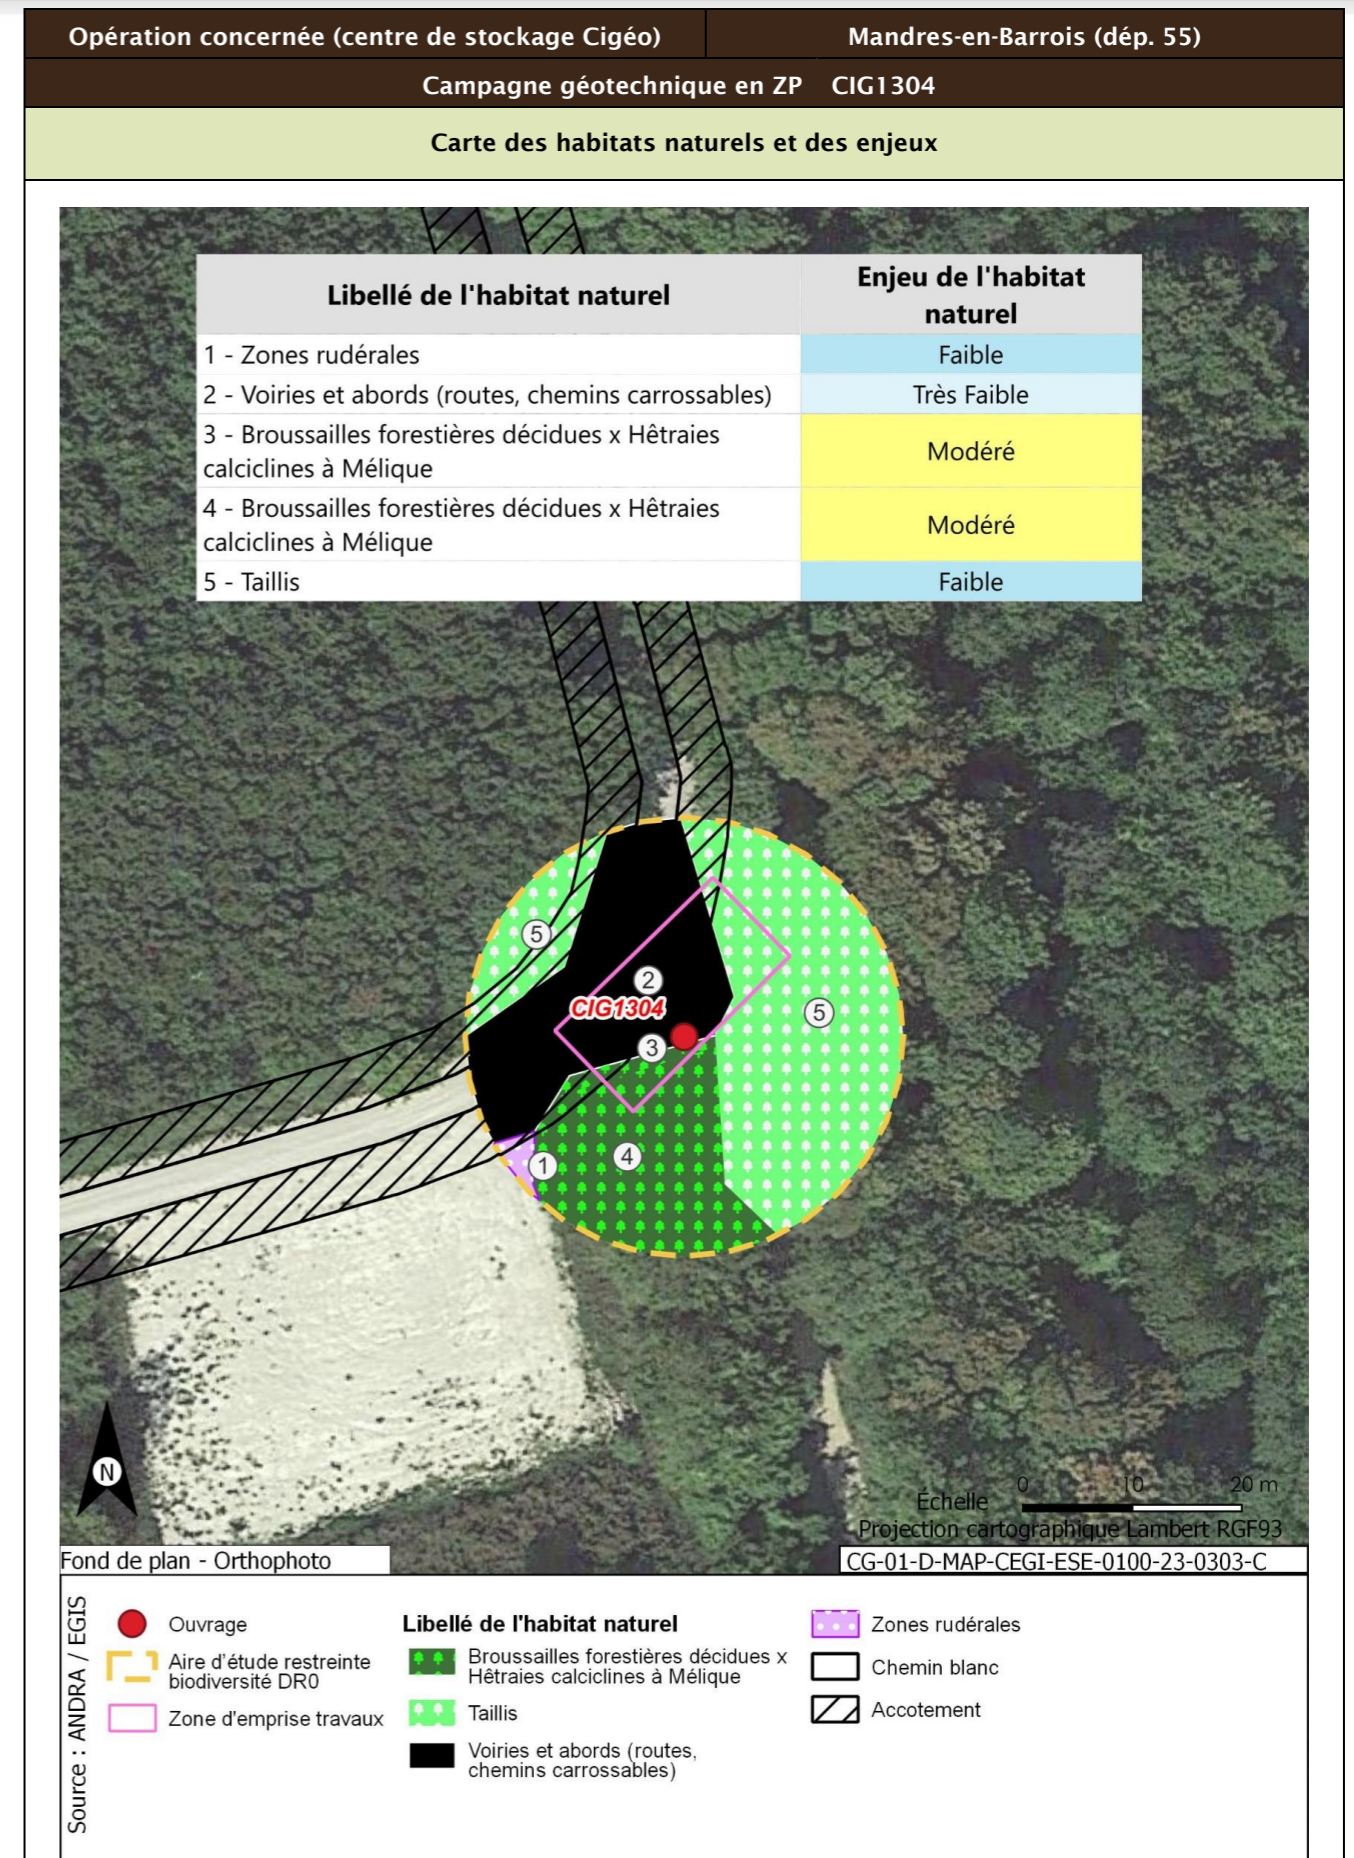 Opération concernée (centre de stockage Cigéo)
Mandres-en-Barrois (dép. 55)
Campagne géotechnique en ZP CIG1304
Carte des habitats naturels et des enjeux
Libellé de l'habitat naturel
Enjeu de l'habitat
naturel
1 - Zones rudérales
Faible
2 - Voiries et abords (routes, chemins carrossables)
Très Faible
3 - Broussailles forestières décidues x Hêtraies
calciclines à Mélique
Modéré
4 - Broussailles forestières décidues x Hêtraies
calciclines à Mélique
Modéré
5 - Taillis
Faible
5
2
CIG1304
5
3
4
1
N
0 10 20 m
Échelle
Projection cartographique Lambert RGF93
Fond de plan - Orthophoto
CG-01-D-MAP-CEGI-ESE-0100-23-0303-C
Source : ANDRA / EGIS
Ouvrage
Aire d'étude restreinte
biodiversité DR0
Zone d'emprise travaux
Libellé de l'habitat naturel
Broussailles forestières décidues x
Hêtraies calciclines à Mélique
Taillis
Voiries et abords (routes,
chemins carrossables)
Zones rudérales
Chemin blanc
Accotement